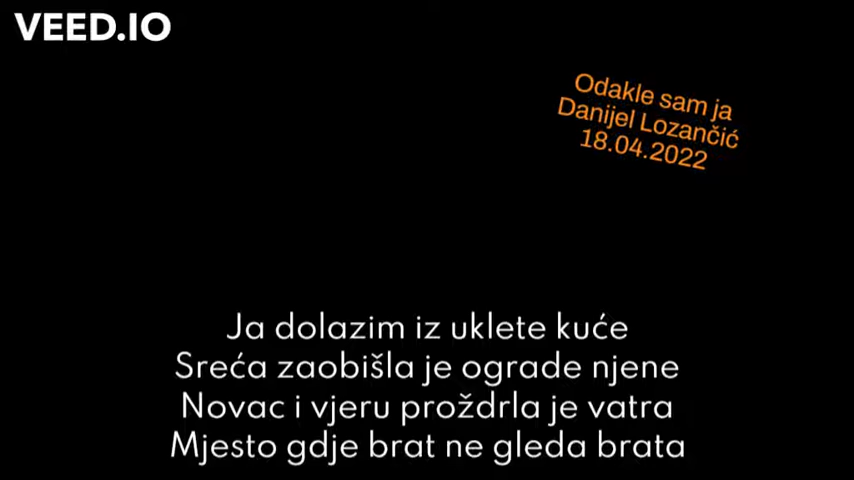 VEED.IO
Odakle sam ja
Danijel Lozančić
18.04.2022
Ja dolazim iz uklete kuće
Sreća zaobišla je ograde njene
Novac i vjeru proždrla je vatra
Mjesto gdje brat ne gleda brata